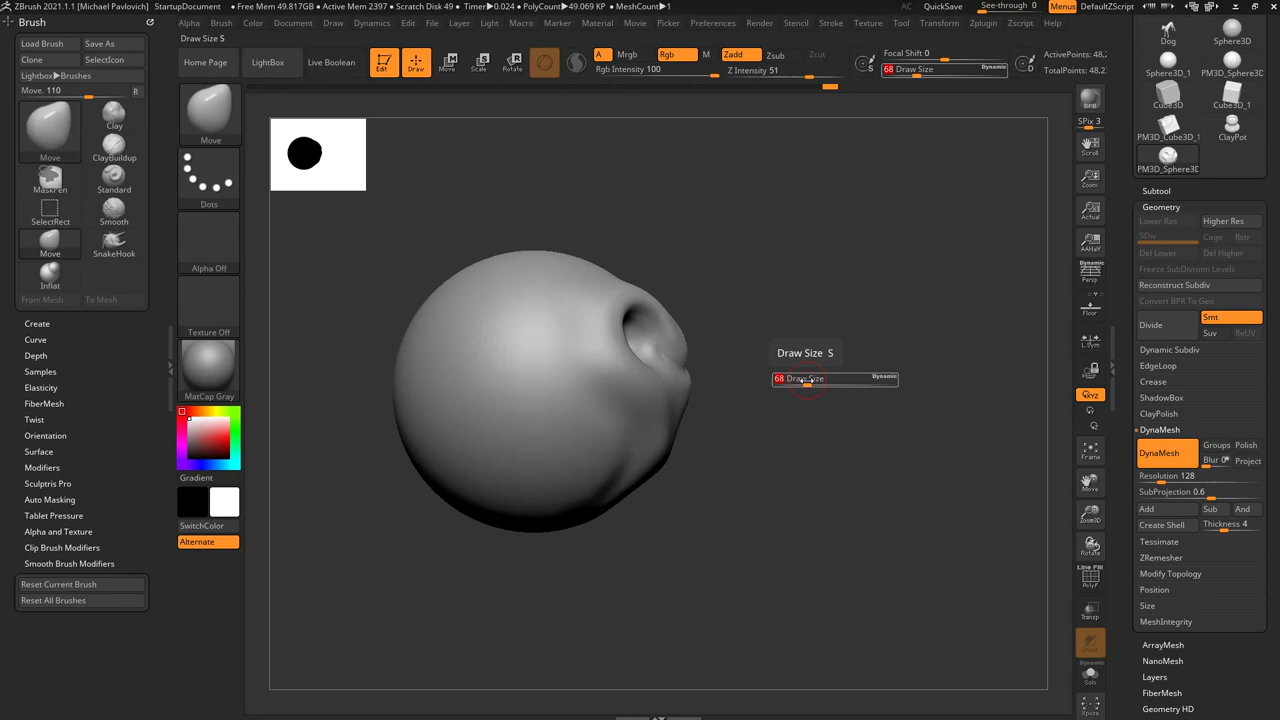 ZBrush 2021.1.1 [Michael Pavlovich] StartupDocument • Free Mem 49.817GB • Active Mem 2397 • Scratch Disk 49 • Timer▶0.024 • PolyCount▶49.069 KP • MeshCount▶1
AC QuickSave See-through 0 Menus DefaultZScript
Brush
Alpha Brush Color Document Draw Dynamics Edit File Layer Light Macro Marker Material Movie Picker Preferences Render Stencil Stroke Texture Tool Transform Zplugin Zscript Help
Draw Size S
Load Brush Save As
Clone SelectIcon
Lightbox▶Brushes
Move. 110 R
Move
Clay
ClayBuildup
MaskPen Standard
SelectRect Smooth
Move SnakeHook
Inflat
From Mesh To Mesh
Create
Curve
Depth
Samples
Elasticity
FiberMesh
Twist
Orientation
Surface
Modifiers
Sculptris Pro
Auto Masking
Tablet Pressure
Alpha and Texture
Clip Brush Modifiers
Smooth Brush Modifiers
Reset Current Brush
Reset All Brushes
Home Page LightBox Live Boolean
Edit Draw Move Scale Rotate
A Mrgb Rgb M Zadd Zsub Zcut
Rgb Intensity 100 Z Intensity 51
S
Focal Shift 0
68 Draw Size Dynamic
D
ActivePoints: 48,
TotalPoints: 48,2
Move
Dots
Alpha Off
Texture Off
MatCap Gray
Gradient
SwitchColor
Alternate
Draw Size S
68 Draw Size Dynamic
BPR
SPix 3
Scroll
Zoom
Actual
AAHalf
Dynamic
Persp
Floor
L.Sym
XYZ
Frame
Move
Zoom3D
Rotate
Line Fill
PolyF
Transp
Ghost
Dynamic
Solo
Xpose
Dog Sphere3D
Sphere3D_1 PM3D_Sphere3D
Cube3D Cube3D_1
PM3D_Cube3D_1 ClayPot
PM3D_Sphere3D
Subtool
Geometry
Lower Res Higher Res
SDiv Cage Rstr
Del Lower Del Higher
Freeze SubDivision Levels
Reconstruct Subdiv
Convert BPR To Geo
Divide
Smt
Suv ReUV
Dynamic Subdiv
EdgeLoop
Crease
ShadowBox
ClayPolish
DynaMesh
DynaMesh
Groups Polish
Blur 0 Project
Resolution 128
SubProjection 0.6
Add Sub And
Create Shell Thickness 4
Tessimate
ZRemesher
Modify Topology
Position
Size
MeshIntegrity
ArrayMesh
NanoMesh
Layers
FiberMesh
Geometry HD